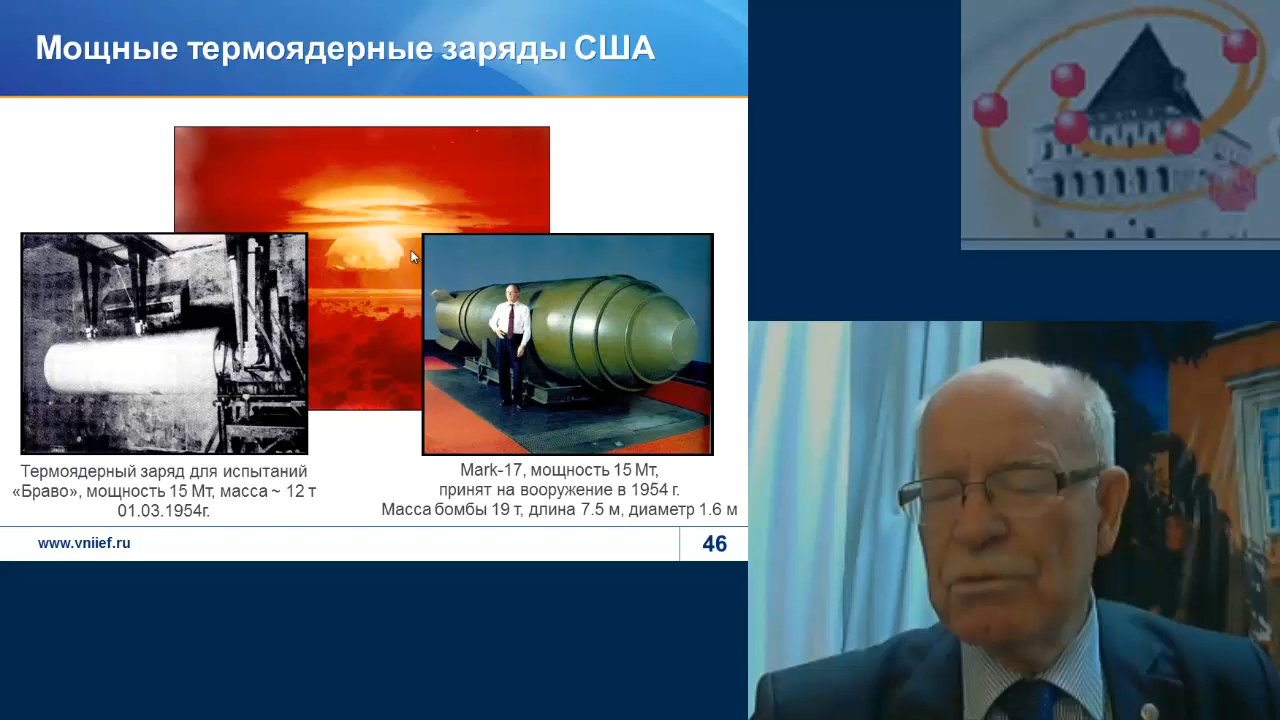 Мощные термоядерные заряды США
Термоядерный заряд для испытаний
«Браво», мощность 15 Мт, масса ~ 12 т
01.03.1954г.
Mark-17, мощность 15 Мт,
принят на вооружение в 1954 г.
Масса бомбы 19 т, длина 7.5 м, диаметр 1.6 м
www.vniief.ru
46